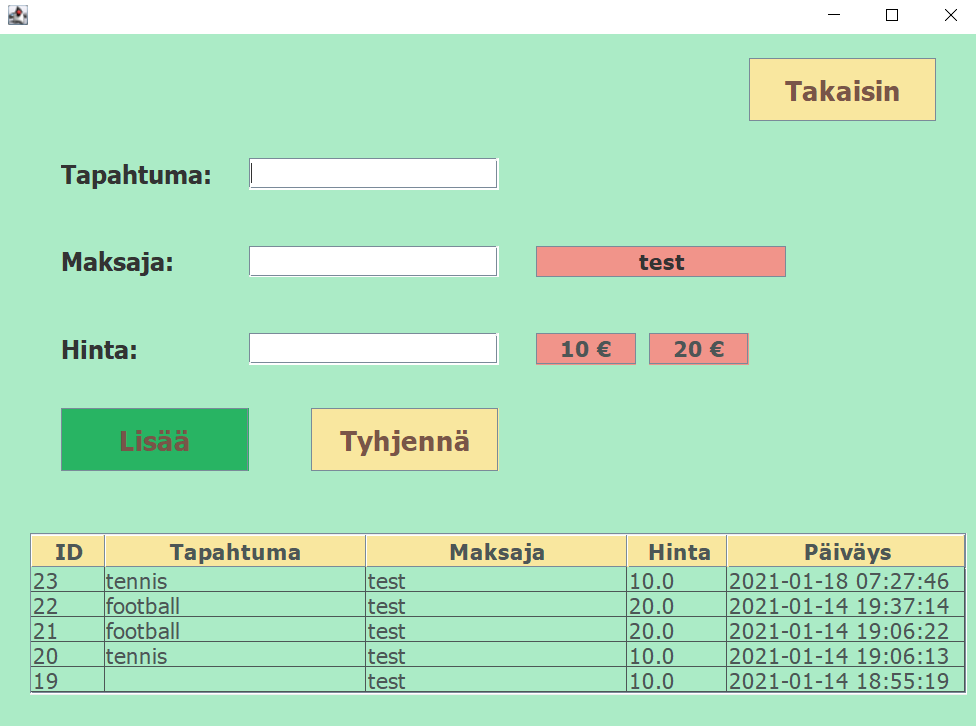 Takaisin
Tapahtuma:
Maksaja: test
Hinta: 10 € 20 €
Lisää Tyhjennä
ID Tapahtuma Maksaja Hinta Päiväys
23 tennis test 10.0 2021-01-18 07:27:46
22 football test 20.0 2021-01-14 19:37:14
21 football test 20.0 2021-01-14 19:06:22
20 tennis test 10.0 2021-01-14 19:06:13
19 test 10.0 2021-01-14 18:55:19